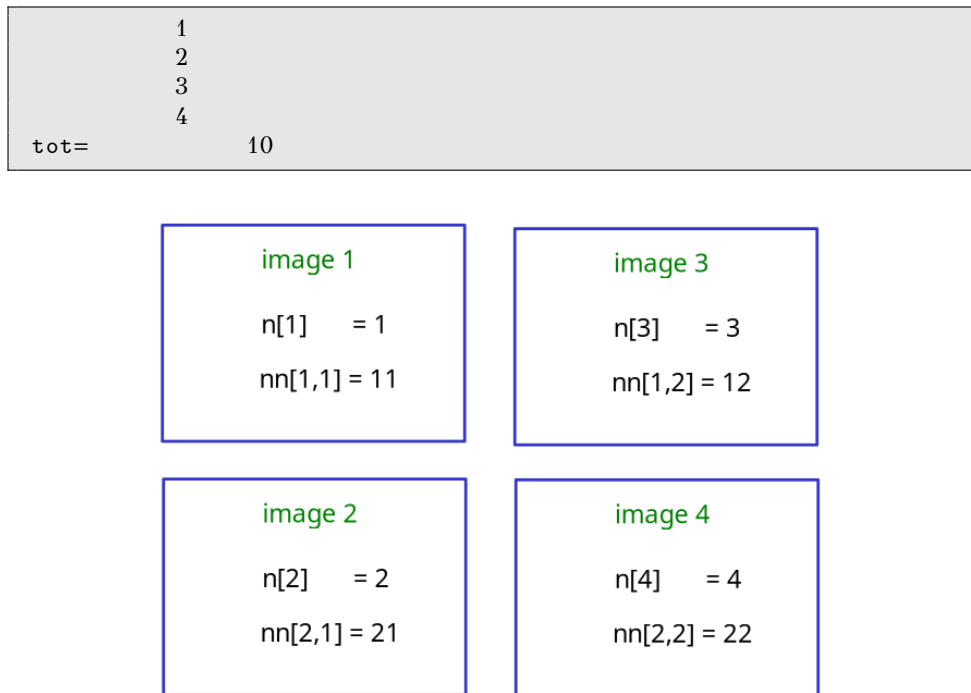 1
2
3
4
tot= 10
image 1
n[1] = 1
nn[1,1] = 11
image 3
n[3] = 3
nn[1,2] = 12
image 2
n[2] = 2
nn[2,1] = 21
image 4
n[4] = 4
nn[2,2] = 22